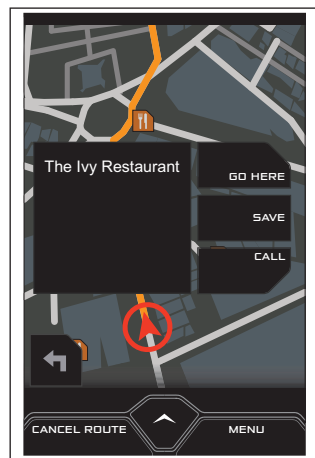 The Ivy Restaurant
GO HERE
SAVE
CALL
CANCEL ROUTE
MENU